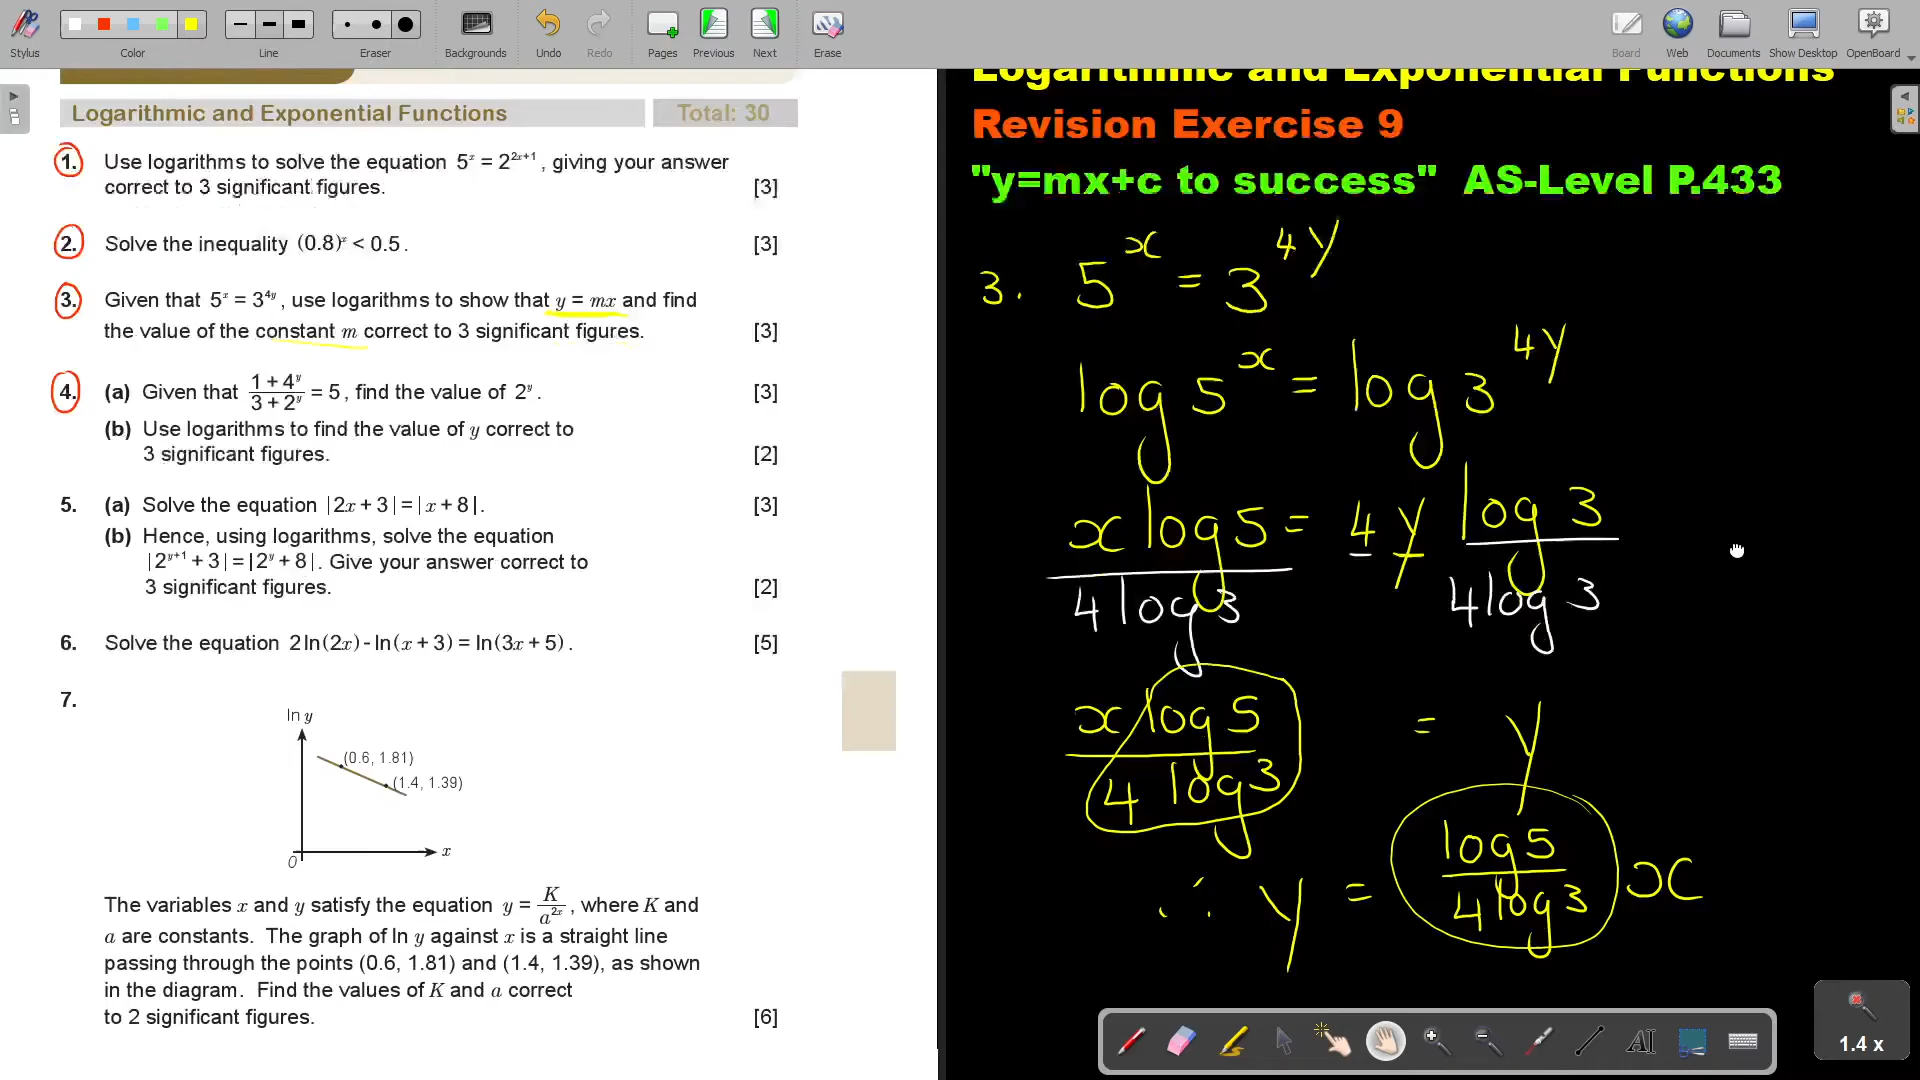 Stylus Color Line Eraser Backgrounds Undo Redo Pages Previous Next Erase Board Web Documents Show Desktop OpenBoard
Logarithmic and Exponential Functions Total: 30
1. Use logarithms to solve the equation 5^x = 2^(2x+1), giving your answer
correct to 3 significant figures. [3]
2. Solve the inequality (0.8)^x < 0.5. [3]
3. Given that 5^x = 3^(4y), use logarithms to show that y = mx and find
the value of the constant m correct to 3 significant figures. [3]
4. (a) Given that (1 + 4^y)/(3 + 2^y) = 5, find the value of 2^y. [3]
(b) Use logarithms to find the value of y correct to
3 significant figures. [2]
5. (a) Solve the equation |2x + 3| = |x + 8|. [3]
(b) Hence, using logarithms, solve the equation
|2^(y+1) + 3| = |2^y + 8|. Give your answer correct to
3 significant figures. [2]
6. Solve the equation 2 ln(2x) - ln(x + 3) = ln(3x + 5). [5]
7.
ln y
(0.6, 1.81)
(1.4, 1.39)
O x
The variables x and y satisfy the equation y = K/a^(2x), where K and
a are constants. The graph of ln y against x is a straight line
passing through the points (0.6, 1.81) and (1.4, 1.39), as shown
in the diagram. Find the values of K and a correct
to 2 significant figures. [6]
Logarithmic and Exponential Functions
Revision Exercise 9
"y=mx+c to success" AS-Level P.433
3. 5^x = 3^(4y)
log 5^x = log 3^(4y)
x log 5 = 4 y log 3
4 log 3 4 log 3
x log 5 = y
4 log 3
∴ y = (log 5)/(4 log 3) x
1.4 x